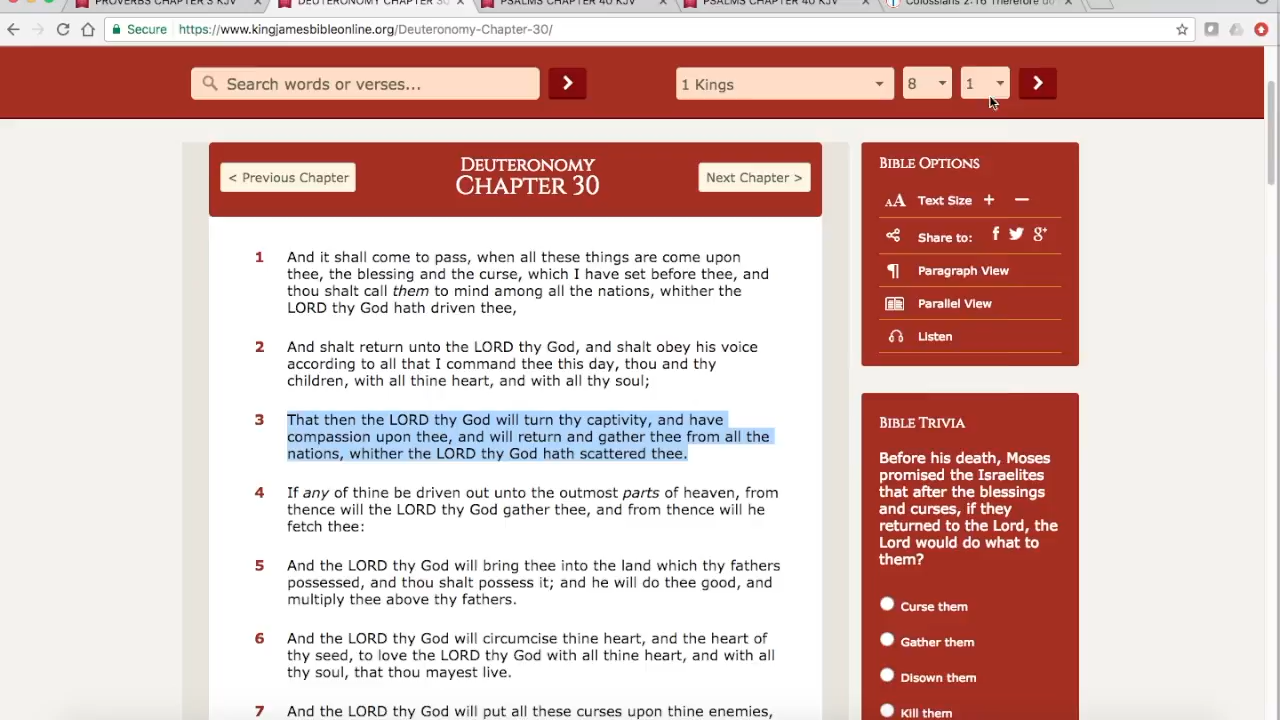 PROVERBS CHAPTER 3 KJV
DEUTERONOMY CHAPTER 30
PSALMS CHAPTER 40 KJV
PSALMS CHAPTER 40 KJV
Colossians 2-16 Therefore do
Secure
https://www.kingjamesbibleonline.org/Deuteronomy-Chapter-30/
Search words or verses...
1 Kings
8
1
< Previous Chapter
DEUTERONOMY
CHAPTER 30
Next Chapter >
1 And it shall come to pass, when all these things are come upon
thee, the blessing and the curse, which I have set before thee, and
thou shalt call them to mind among all the nations, whither the
LORD thy God hath driven thee,
2 And shalt return unto the LORD thy God, and shalt obey his voice
according to all that I command thee this day, thou and thy
children, with all thine heart, and with all thy soul;
3 That then the LORD thy God will turn thy captivity, and have
compassion upon thee, and will return and gather thee from all the
nations, whither the LORD thy God hath scattered thee.
4 If any of thine be driven out unto the outmost parts of heaven, from
thence will the LORD thy God gather thee, and from thence will he
fetch thee:
5 And the LORD thy God will bring thee into the land which thy fathers
possessed, and thou shalt possess it; and he will do thee good, and
multiply thee above thy fathers.
6 And the LORD thy God will circumcise thine heart, and the heart of
thy seed, to love the LORD thy God with all thine heart, and with all
thy soul, that thou mayest live.
7 And the LORD thy God will put all these curses upon thine enemies,
BIBLE OPTIONS
AA Text Size + −
Share to: f g+
Paragraph View
Parallel View
Listen
BIBLE TRIVIA
Before his death, Moses
promised the Israelites
that after the blessings
and curses, if they
returned to the Lord, the
Lord would do what to
them?
Curse them
Gather them
Disown them
Kill them